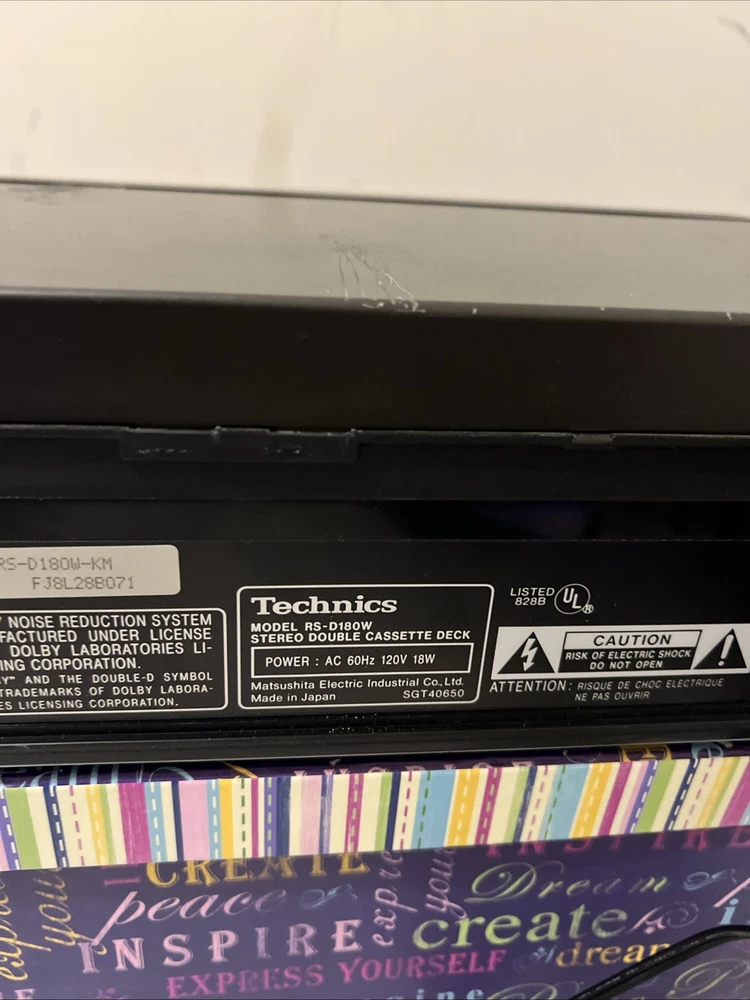 RS-D180W-KM
FJ8L28B071
NOISE REDUCTION SYSTEM
UNDER LICENSE
DOLBY LABORATORIES LI-
CORPORATION.
AND THE DOUBLE-D SYMBOL
TRADEMARKS OF DOLBY LABORA-
LICENSING CORPORATION.
Technics
MODEL RS-D180W
STEREO DOUBLE CASSETTE DECK
POWER : AC 60Hz 120V 18W
Matsushita Electric Industrial Co., Ltd.
Made in Japan
SGT40650
LISTED
828B
UL®
CAUTION
RISK OF ELECTRIC SHOCK
DO NOT OPEN
ATTENTION: RISQUE DE CHOC ELECTRIQUE
NE PAS OUVRIR
CREATE
Dream
peace
create
INSPIRE
dream
EXPRESS YOURSELF